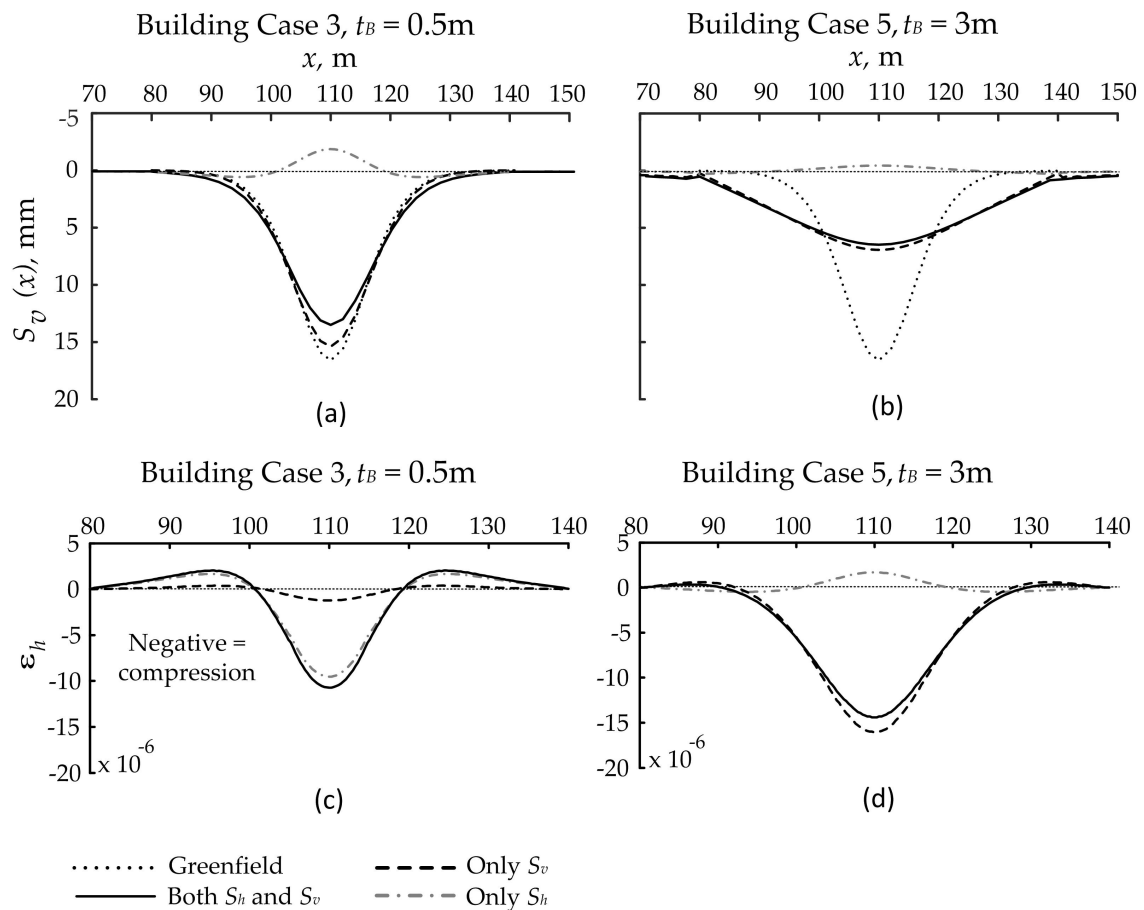 Building Case 3, tB = 0.5m
x, m
70 80 90 100 110 120 130 140 150
-5
0
5
10
15
20
Sv (x), mm
(a)
Building Case 5, tB = 3m
x, m
70 80 90 100 110 120 130 140 150
(b)
Building Case 3, tB = 0.5m
80 90 100 110 120 130 140
5
0
-5
-10
-15
-20
εh
Negative =
compression
x 10-6
(c)
Building Case 5, tB = 3m
80 90 100 110 120 130 140
5
0
-5
-10
-15
-20
x 10-6
(d)
Greenfield
Only Sv
Both Sh and Sv
Only Sh